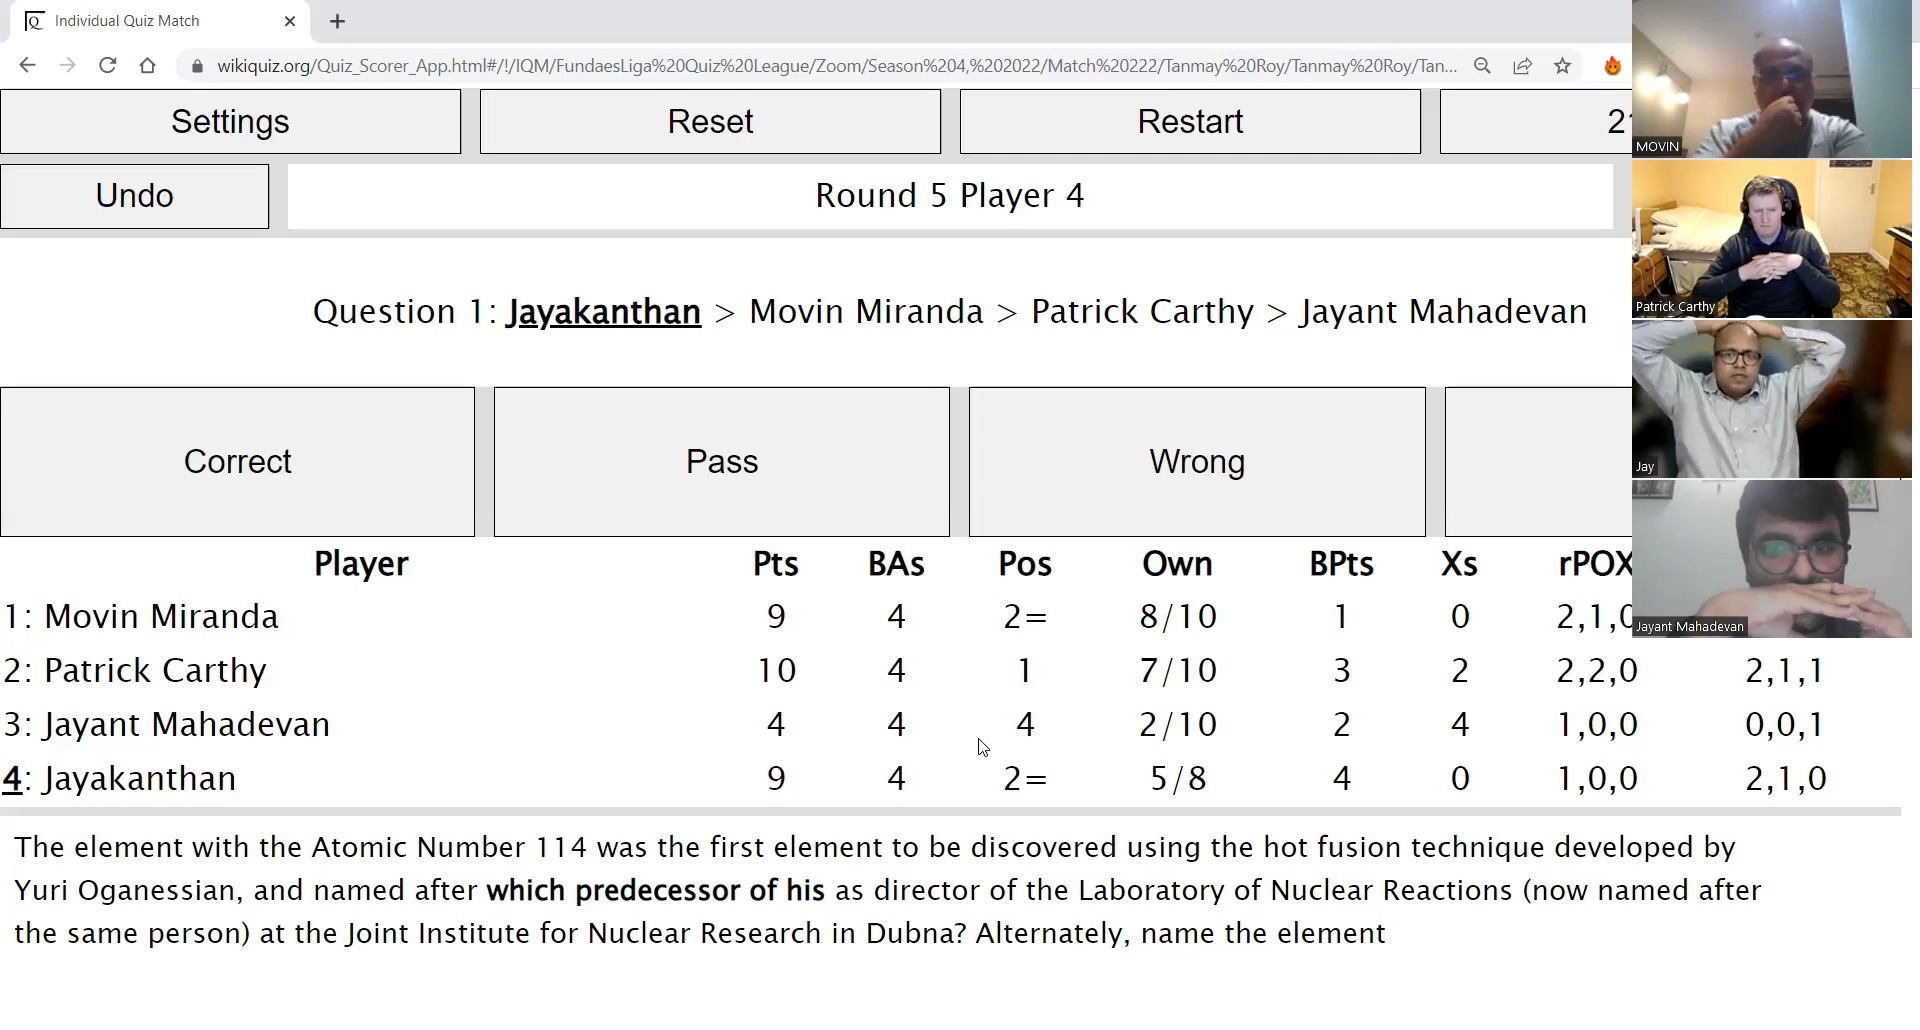 Individual Quiz Match
wikiquiz.org/Quiz_Scorer_App.html#/!/IQM/FundaesLiga%20Quiz%20League/Zoom/Season%204,%202022/Match%20222/Tanmay%20Roy/Tanmay%20Roy/Tan...
Settings Reset Restart
Undo Round 5 Player 4
Question 1: Jayakanthan > Movin Miranda > Patrick Carthy > Jayant Mahadevan
Correct Pass Wrong
Player Pts BAs Pos Own BPts Xs rPOX
1: Movin Miranda 9 4 2= 8/10 1 0 2,1,0
2: Patrick Carthy 10 4 1 7/10 3 2 2,2,0 2,1,1
3: Jayant Mahadevan 4 4 4 2/10 2 4 1,0,0 0,0,1
4: Jayakanthan 9 4 2= 5/8 4 0 1,0,0 2,1,0
The element with the Atomic Number 114 was the first element to be discovered using the hot fusion technique developed by
Yuri Oganessian, and named after which predecessor of his as director of the Laboratory of Nuclear Reactions (now named after
the same person) at the Joint Institute for Nuclear Research in Dubna? Alternately, name the element
MOVIN
Patrick Carthy
Jay
Jayant Mahadevan